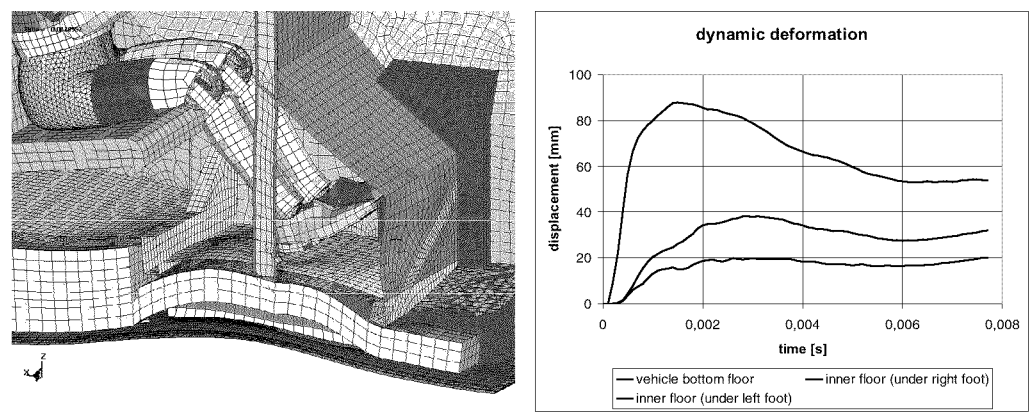 z
x
dynamic deformation
displacement [mm]
100
80
60
40
20
0
0 0,002 0,004 0,006 0,008
time [s]
vehicle bottom floor inner floor (under right foot)
inner floor (under left foot)